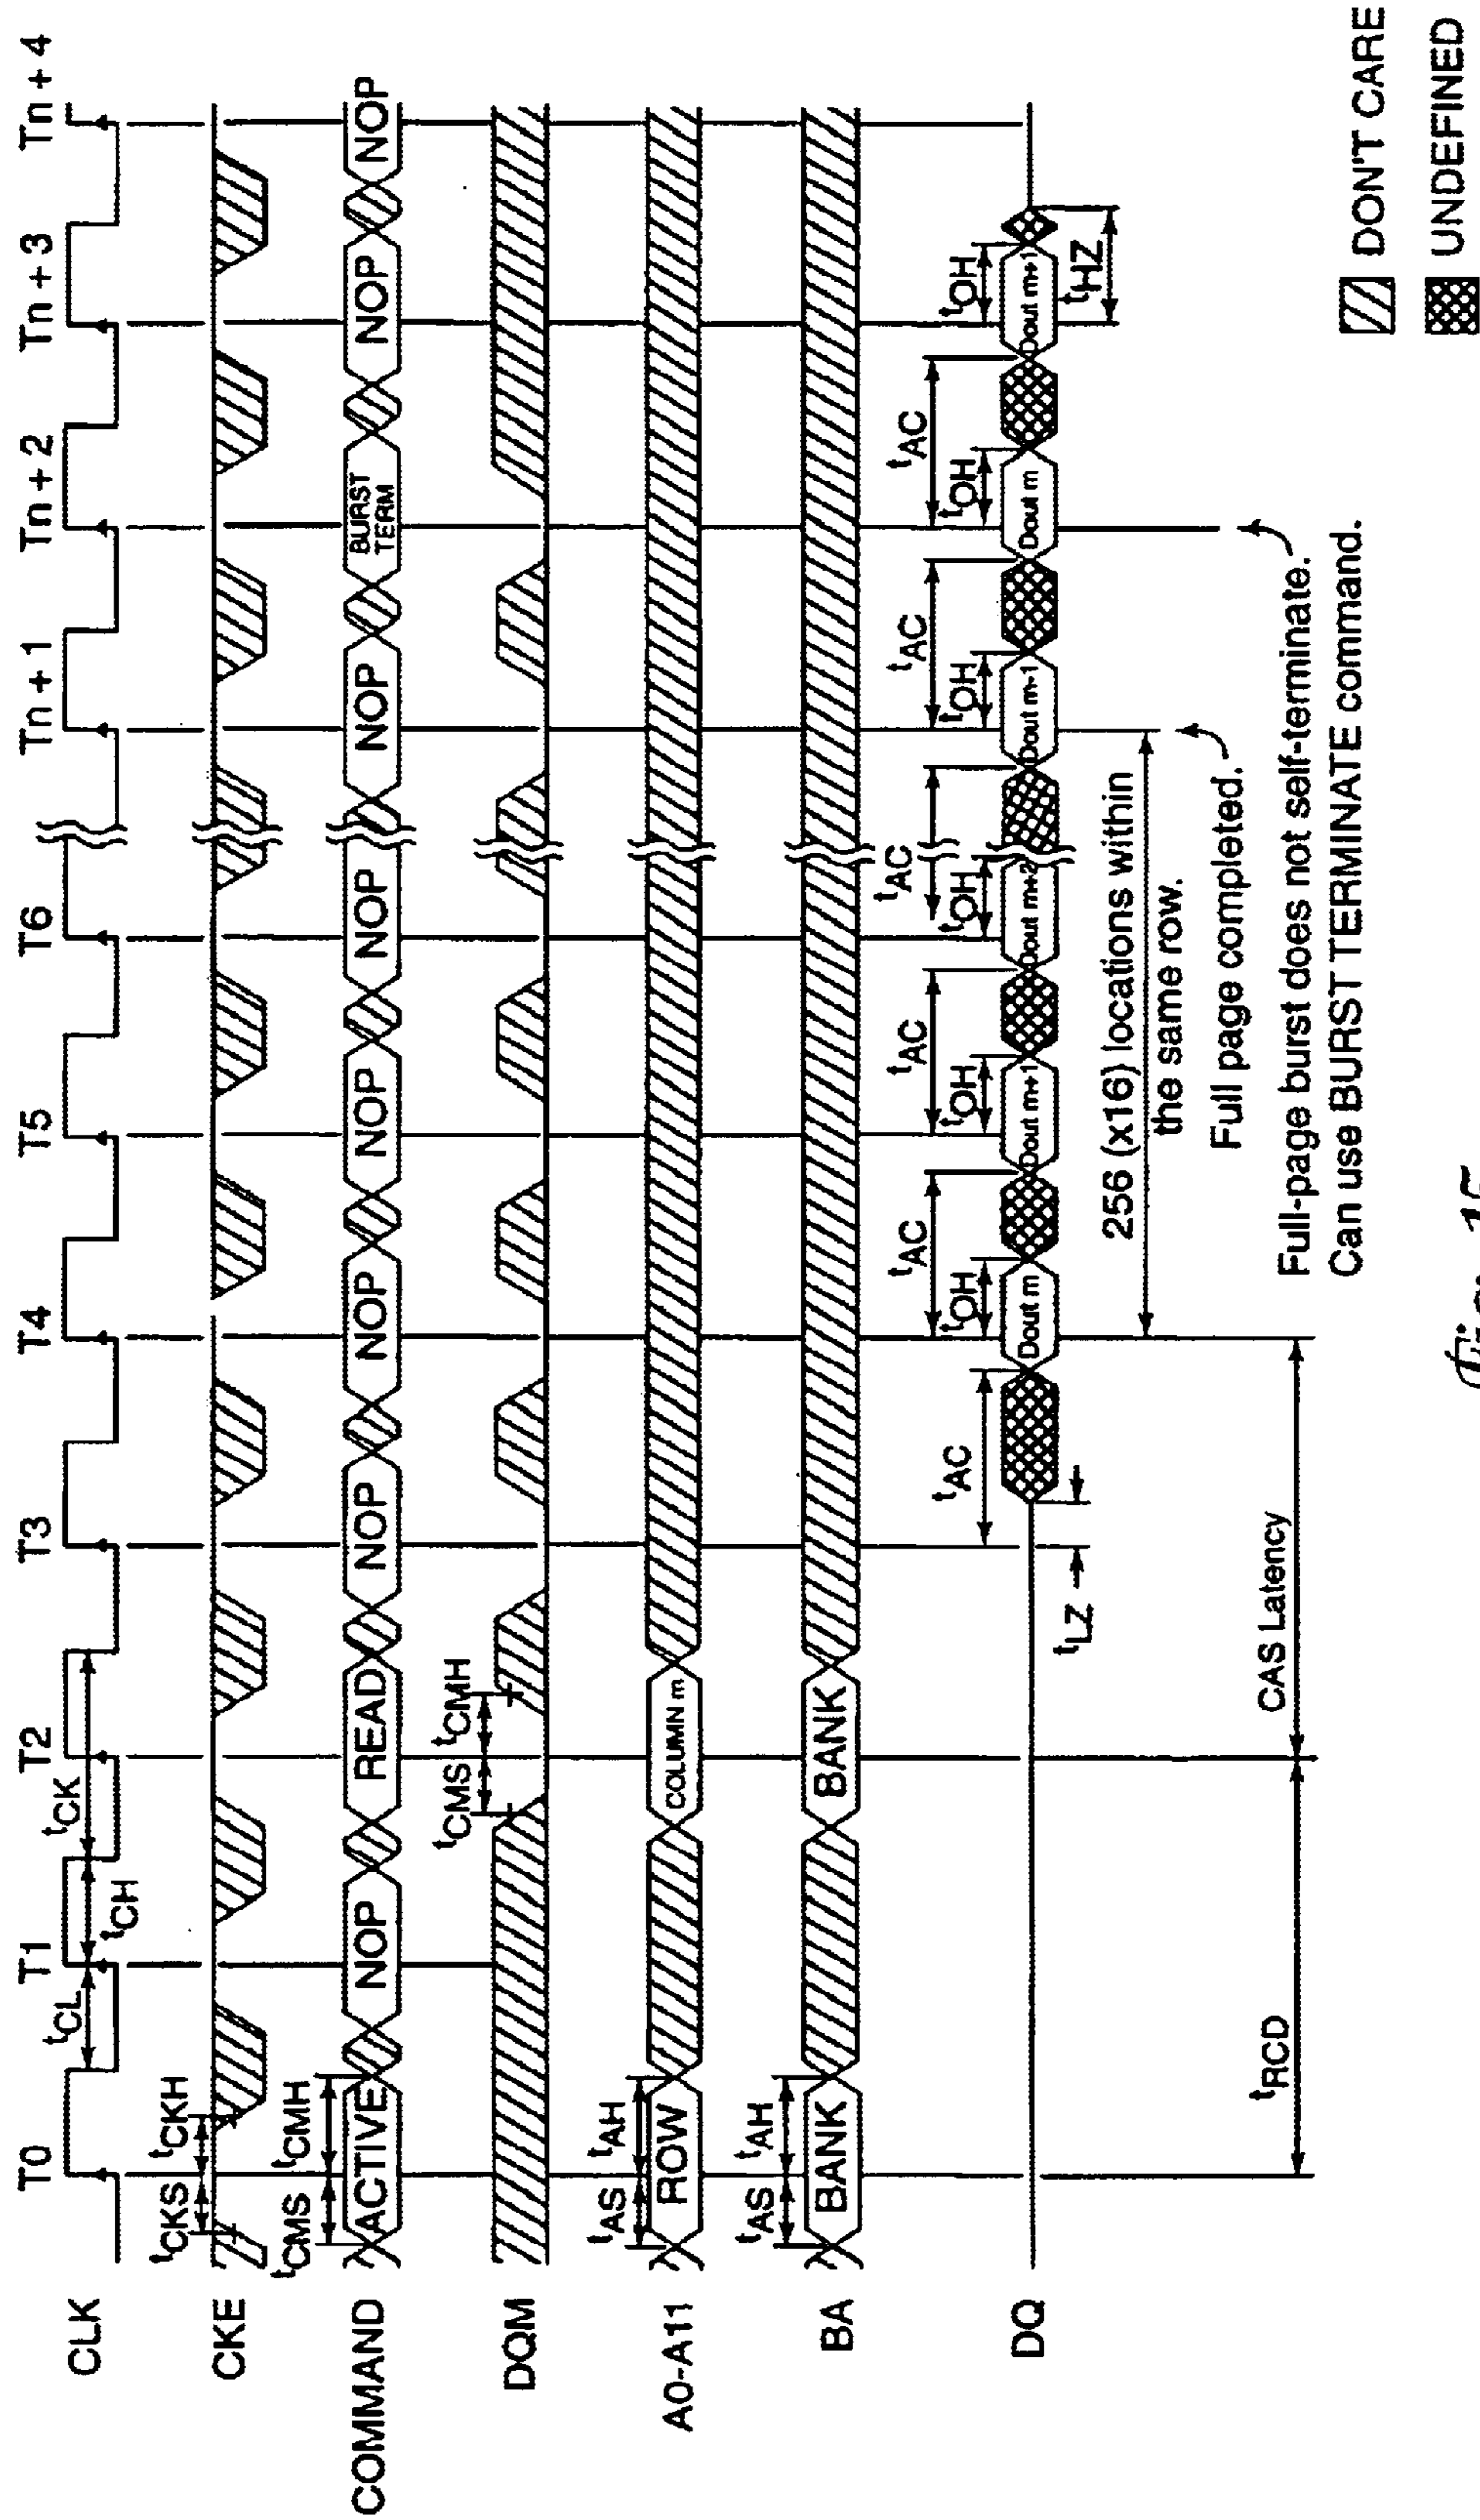 T0 T1 T2 T3 T4 T5 T6 Tn + 1 Tn + 2 Tn + 3 Tn + 4
CLK
tCL tCK
tCH
tCKS tCKH
CKE
tCMS tCMH
COMMAND ACTIVE NOP READ NOP NOP NOP NOP NOP BURST TERM NOP NOP
tCMS tCMH
DQM
tAS tAH
A0-A11 ROW COLUMN m
tAS tAH
BA BANK BANK
tAC tAC tAC tAC tAC
tAC tOH tOH tOH tOH tOH tOH
DQ Dout m Dout m+1 Dout m+2 Dout m-1 Dout m Dout m+1
tLZ tHZ
256 (x16) locations within
the same row.
Full page completed.
tRCD CAS Latency
Full-page burst does not self-terminate.
Can use BURST TERMINATE command.
DON'T CARE
UNDEFINED